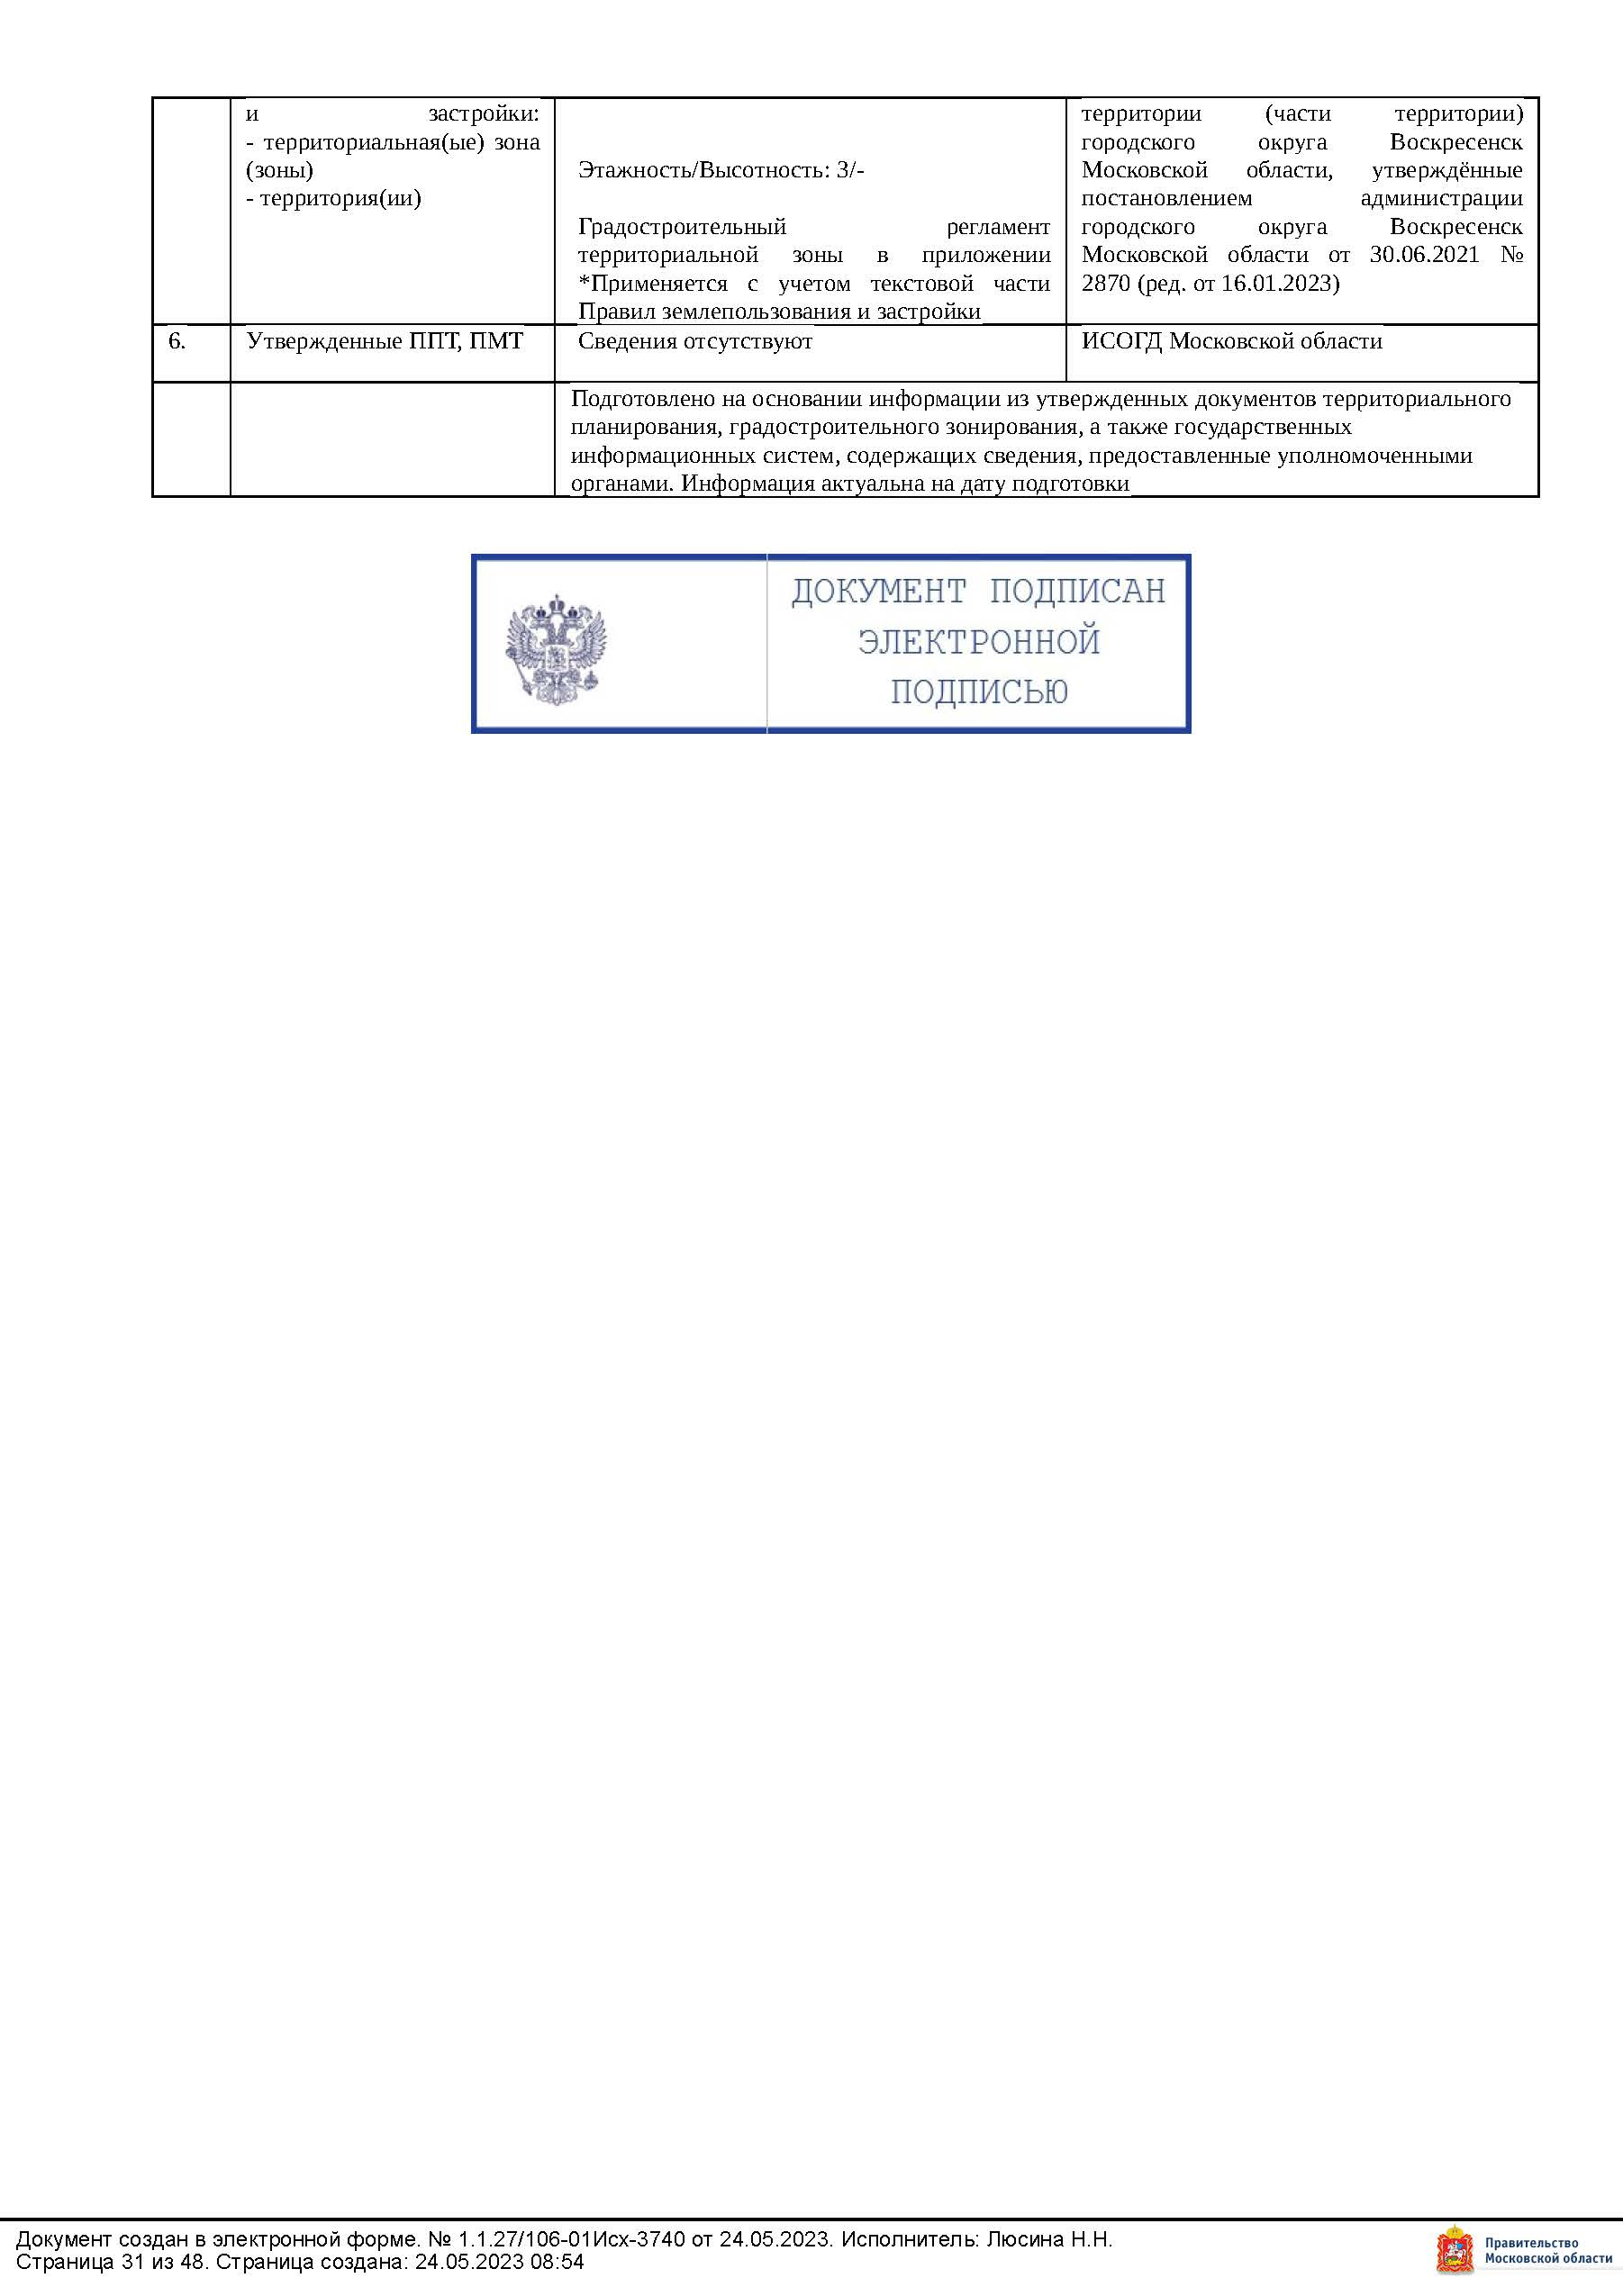 и застройки:
- территориальная(ые) зона
(зоны)
- территория(ии)
Этажность/Высотность: 3/-
Градостроительный регламент
территориальной зоны в приложении
*Применяется с учетом текстовой части
Правил землепользования и застройки
территории (части территории)
городского округа Воскресенск
Московской области, утверждённые
постановлением администрации
городского округа Воскресенск
Московской области от 30.06.2021 №
2870 (ред. от 16.01.2023)
6.
Утвержденные ППТ, ПМТ
Сведения отсутствуют
ИСОГД Московской области
Подготовлено на основании информации из утвержденных документов территориального
планирования, градостроительного зонирования, а также государственных
информационных систем, содержащих сведения, предоставленные уполномоченными
органами. Информация актуальна на дату подготовки
ДОКУМЕНТ ПОДПИСАН
ЭЛЕКТРОННОЙ
ПОДПИСЬЮ
Документ создан в электронной форме. № 1.1.27/106-01Исх-3740 от 24.05.2023. Исполнитель: Люсина Н.Н.
Страница 31 из 48. Страница создана: 24.05.2023 08:54
Правительство
Московской области